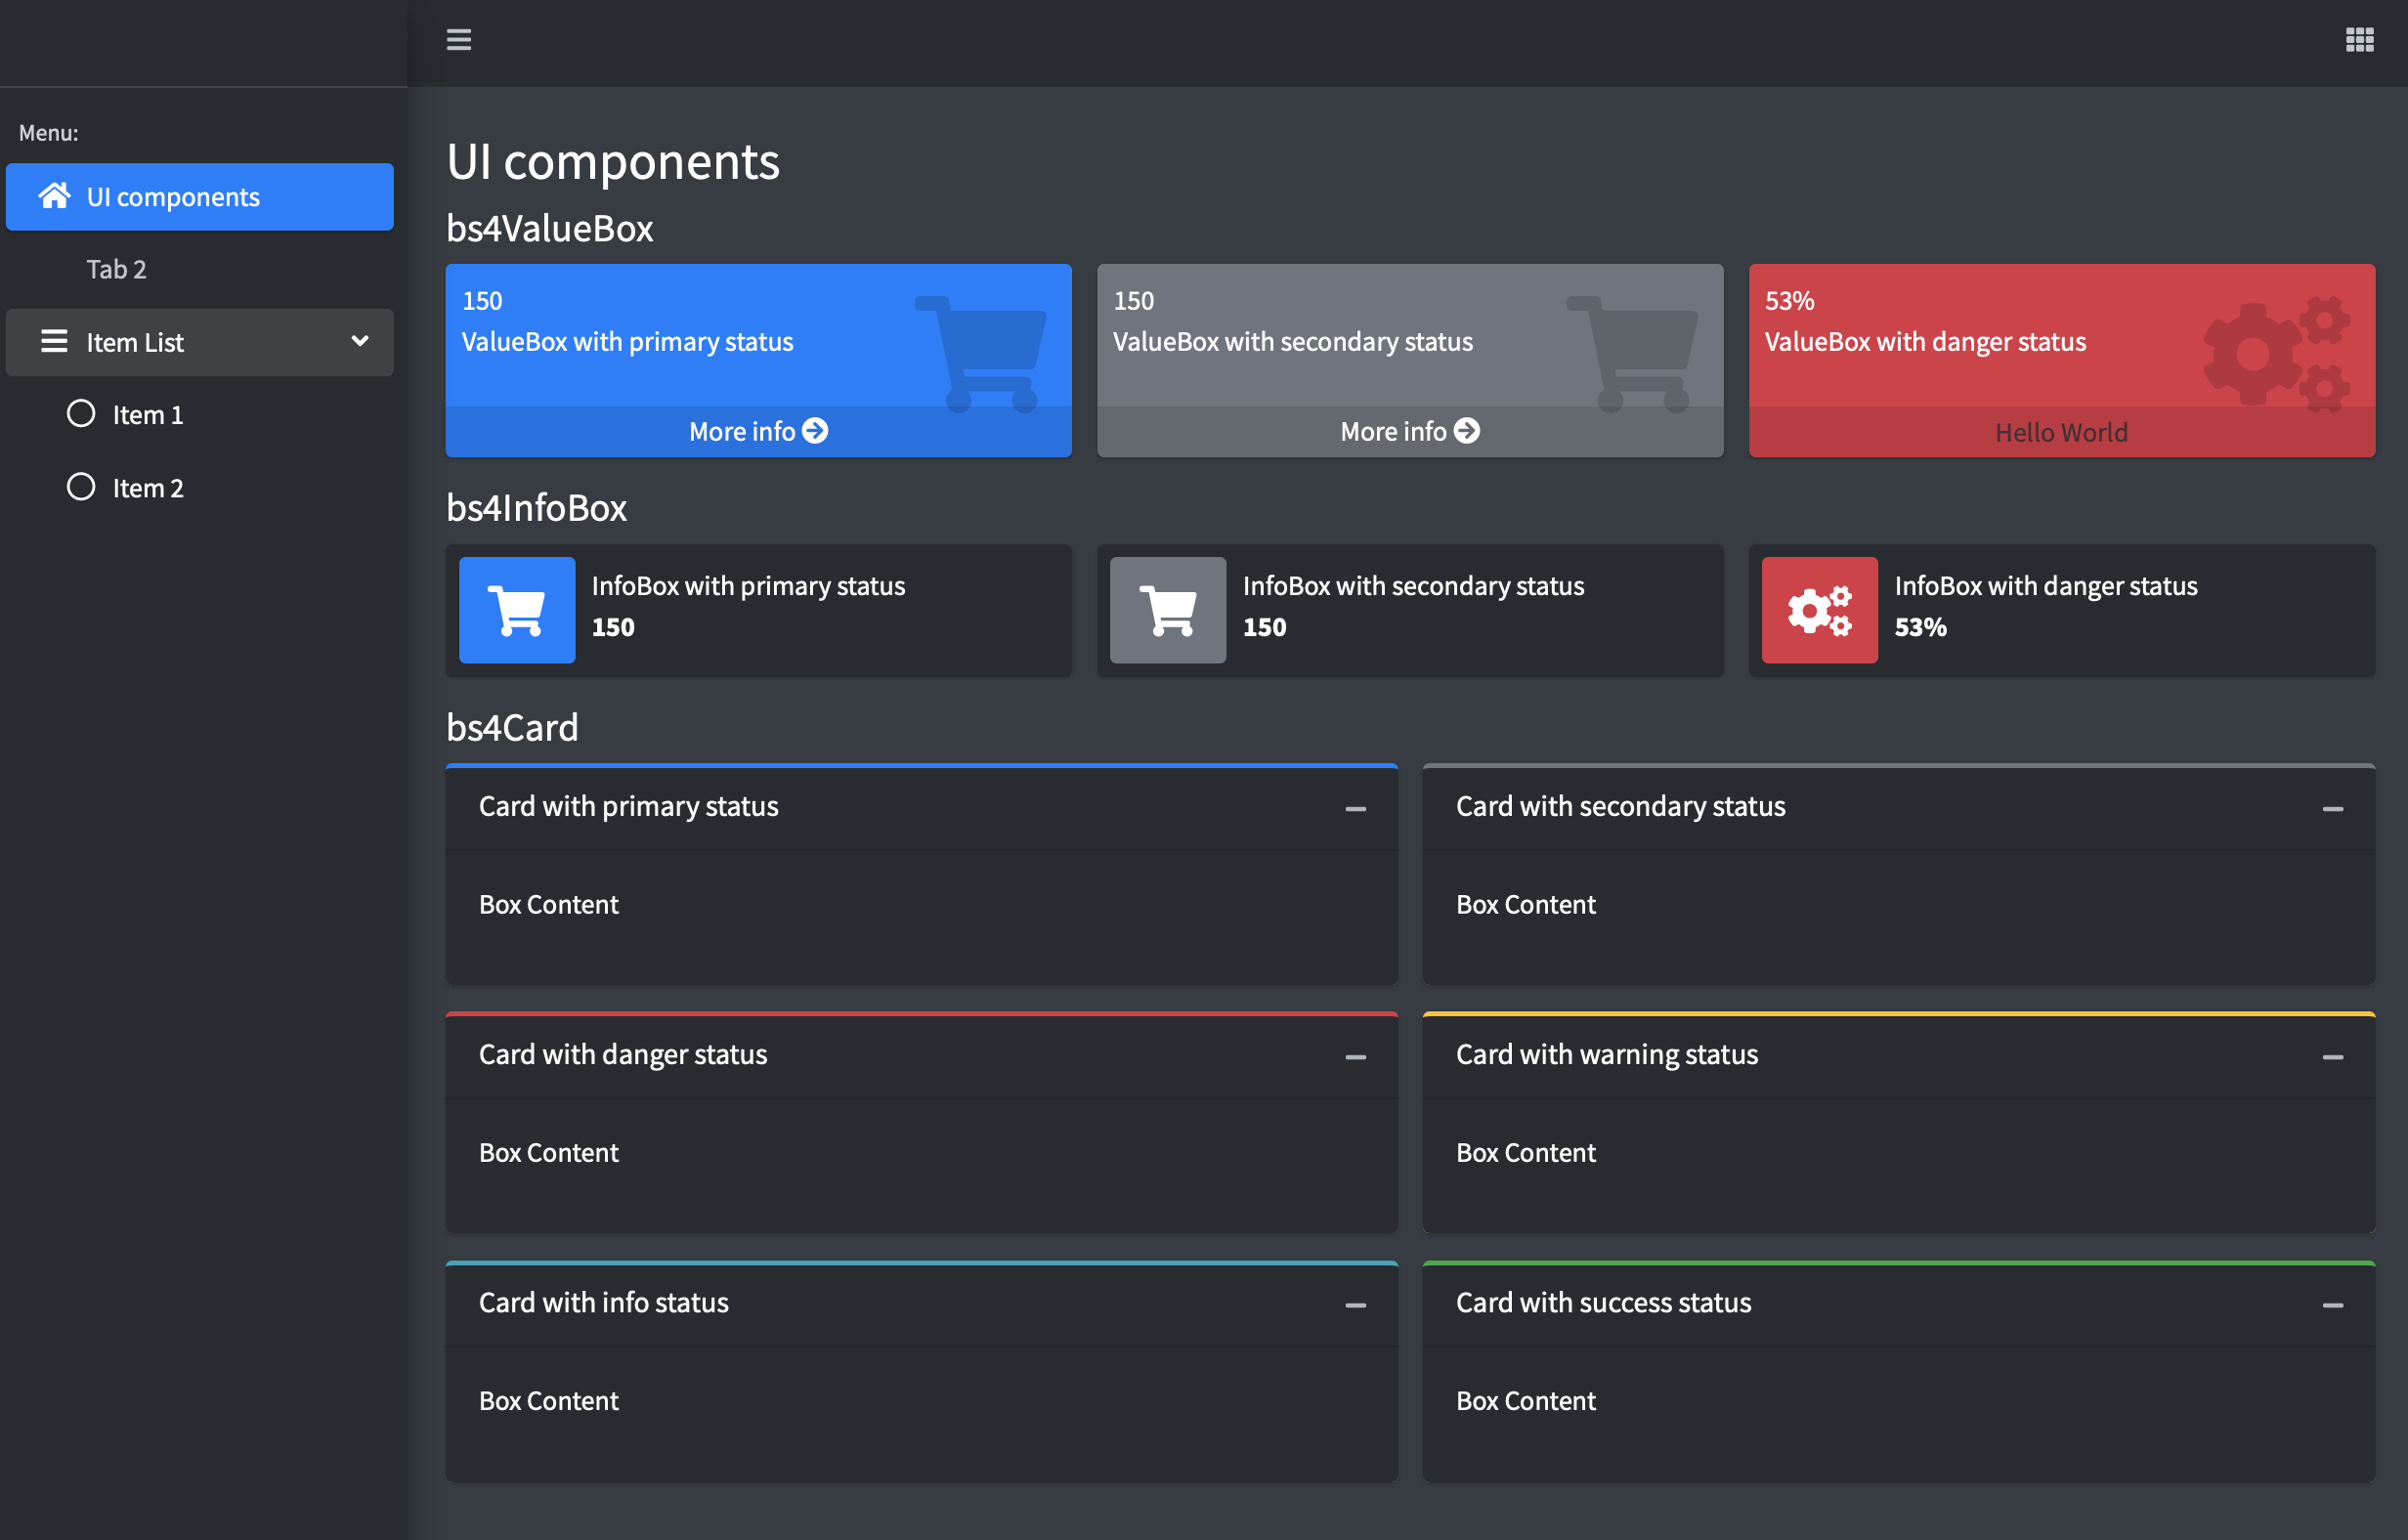 Menu:
UI components
Tab 2
Item List
Item 1
Item 2
UI components
bs4ValueBox
150
ValueBox with primary status
More info
150
ValueBox with secondary status
More info
53%
ValueBox with danger status
Hello World
bs4InfoBox
InfoBox with primary status
150
InfoBox with secondary status
150
InfoBox with danger status
53%
bs4Card
Card with primary status
Box Content
Card with secondary status
Box Content
Card with danger status
Box Content
Card with warning status
Box Content
Card with info status
Box Content
Card with success status
Box Content